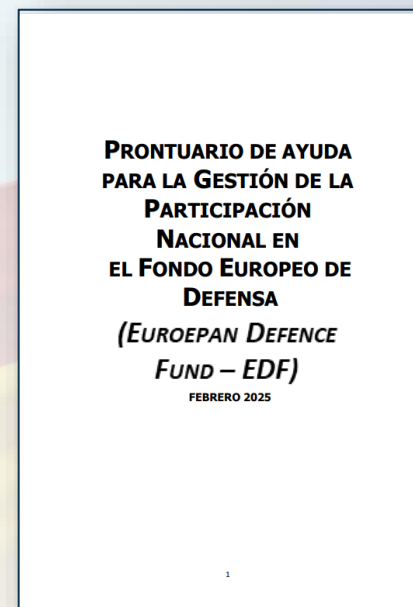 PRONTUARIO DE AYUDA
PARA LA GESTIÓN DE LA
PARTICIPACIÓN
NACIONAL EN
EL FONDO EUROPEO DE
DEFENSA
(EUROEPAN DEFENCE
FUND – EDF)
FEBRERO 2025
1